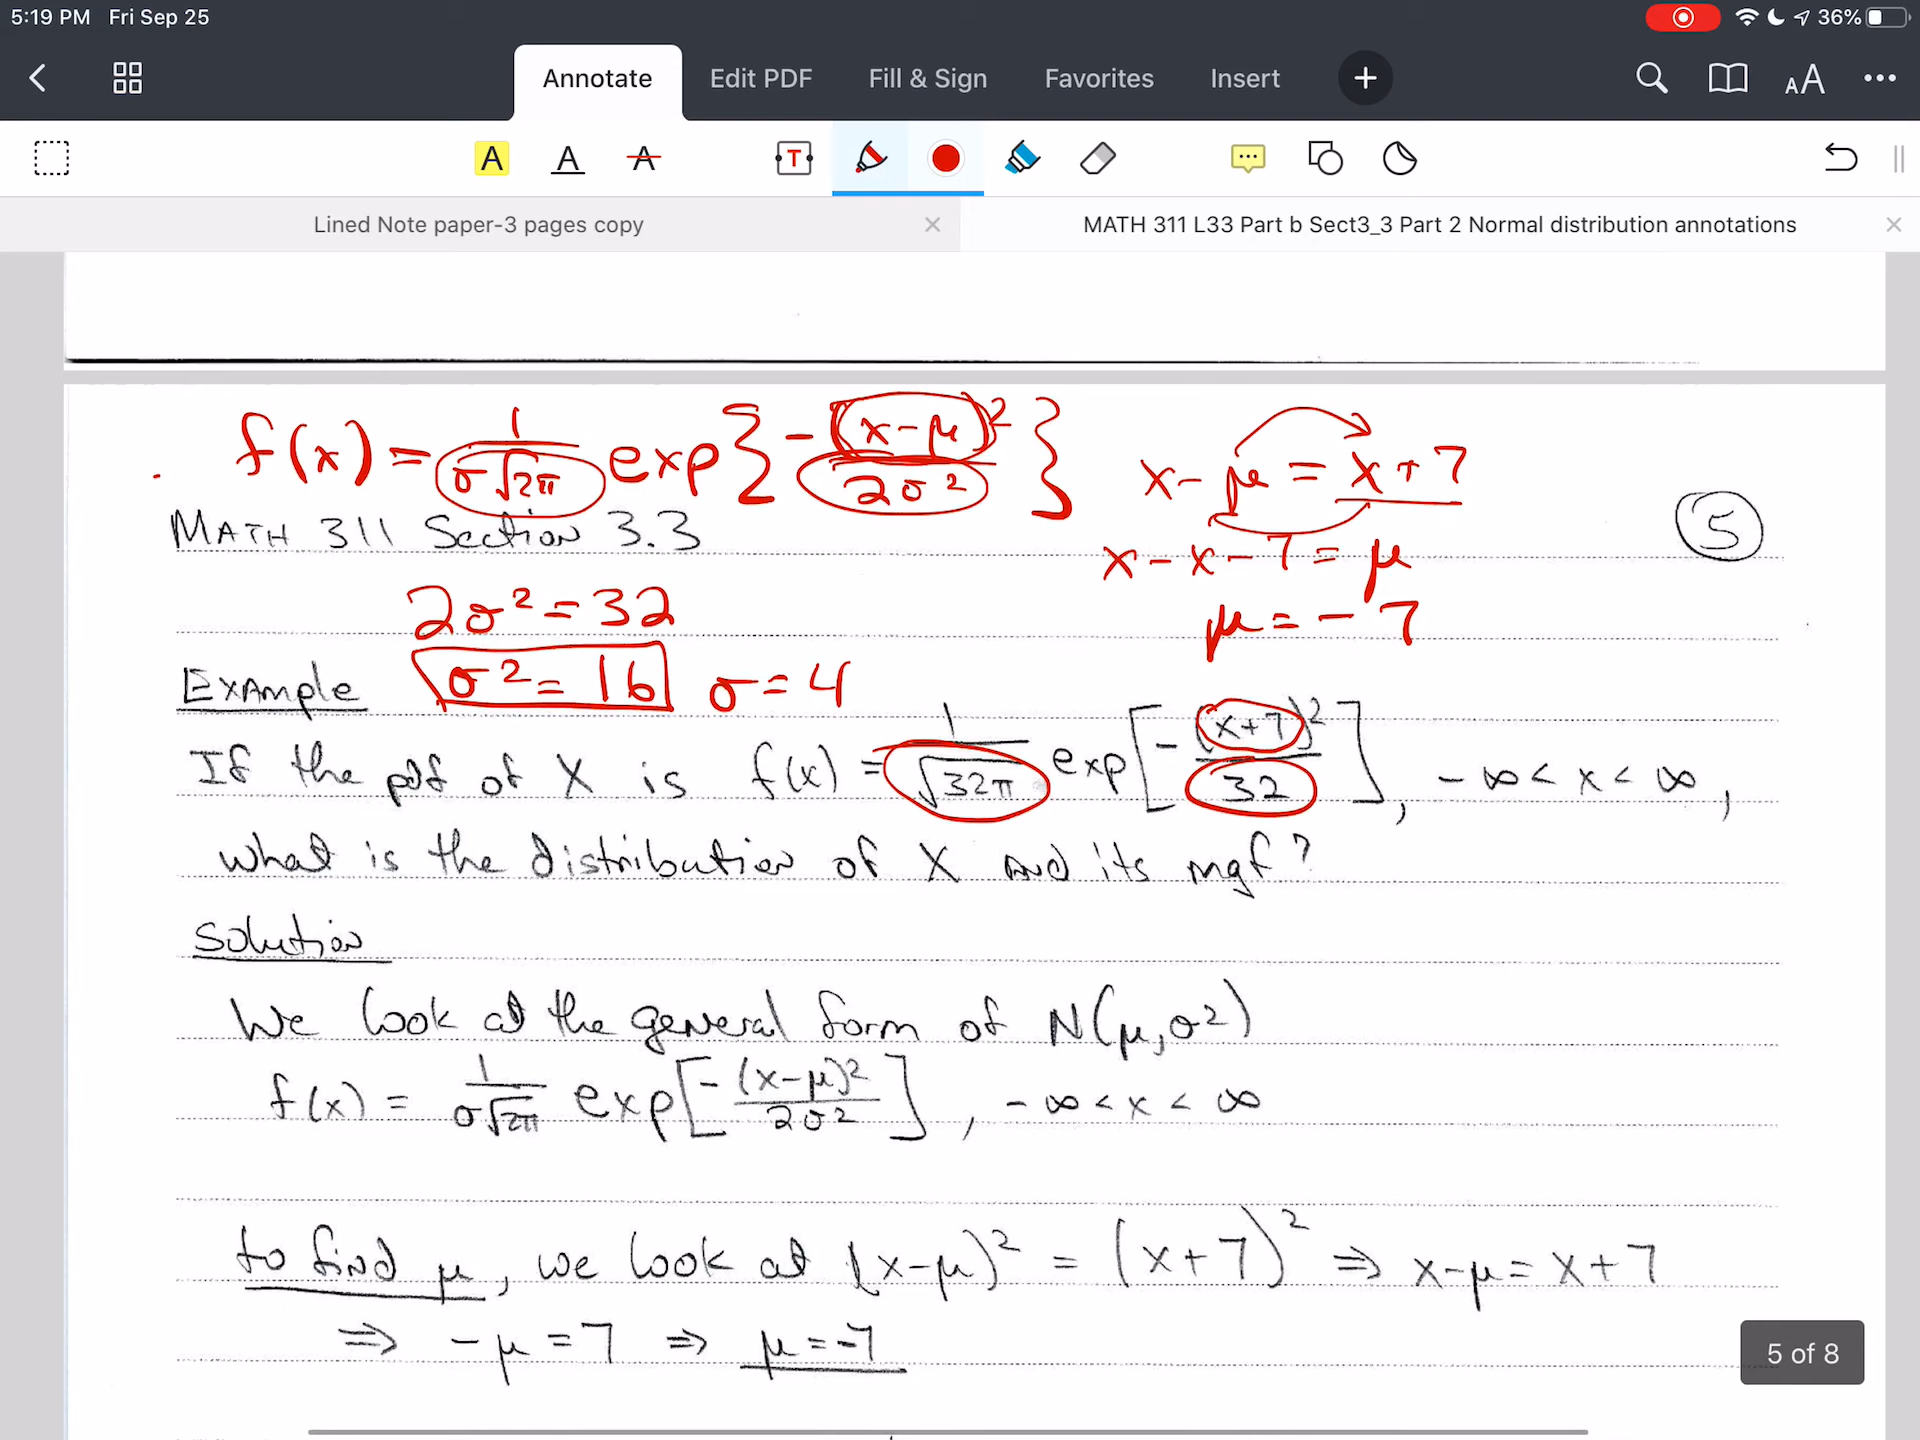 5:19 PM Fri Sep 25 36%
Annotate Edit PDF Fill & Sign Favorites Insert
A A A T AA
Lined Note paper-3 pages copy MATH 311 L33 Part b Sect3_3 Part 2 Normal distribution annotations
f(x) = 1/(σ√2π) exp{-(x-μ)²/2σ²} x-μ = x+7
MATH 311 Section 3.3 5
x-x-7 = μ
2σ² = 32 μ = -7
Example σ² = 16 σ = 4
If the pdf of X is f(x) = 1/√32π exp[-(x+7)²/32], -∞ < x < ∞,
what is the distribution of X AND its mgf?
Solution
We look at the general form of N(μ,σ²)
f(x) = 1/(σ√2π) exp[-(x-μ)²/2σ²], -∞ < x < ∞
to find μ, we look at (x-μ)² = (x+7)² ⇒ x-μ = x+7
⇒ -μ = 7 ⇒ μ = -7
5 of 8